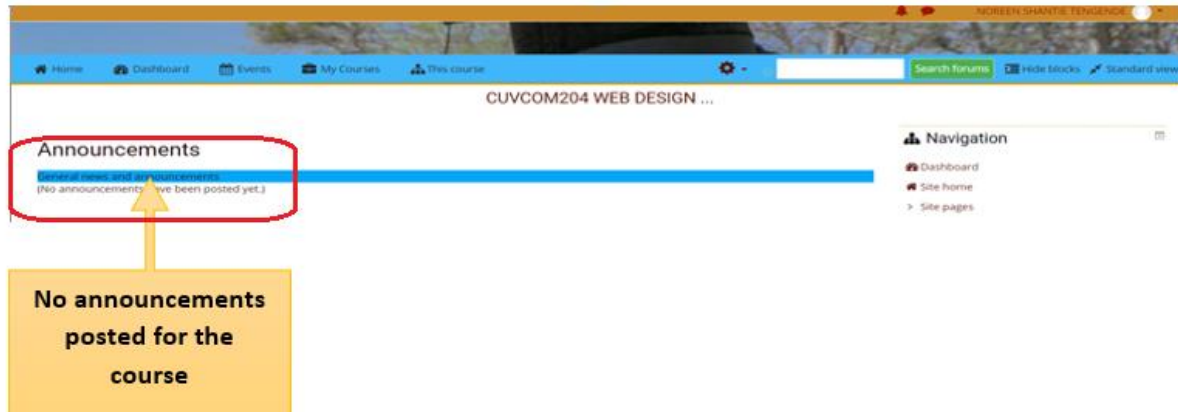 NOREEN SHANTIE TENGENDE
Home Dashboard Events My Courses This course Search forums Hide blocks Standard view
CUVCOM204 WEB DESIGN ...
Announcements
General news and announcements
(No announcements have been posted yet.)
Navigation
Dashboard
Site home
> Site pages
No announcements
posted for the
course